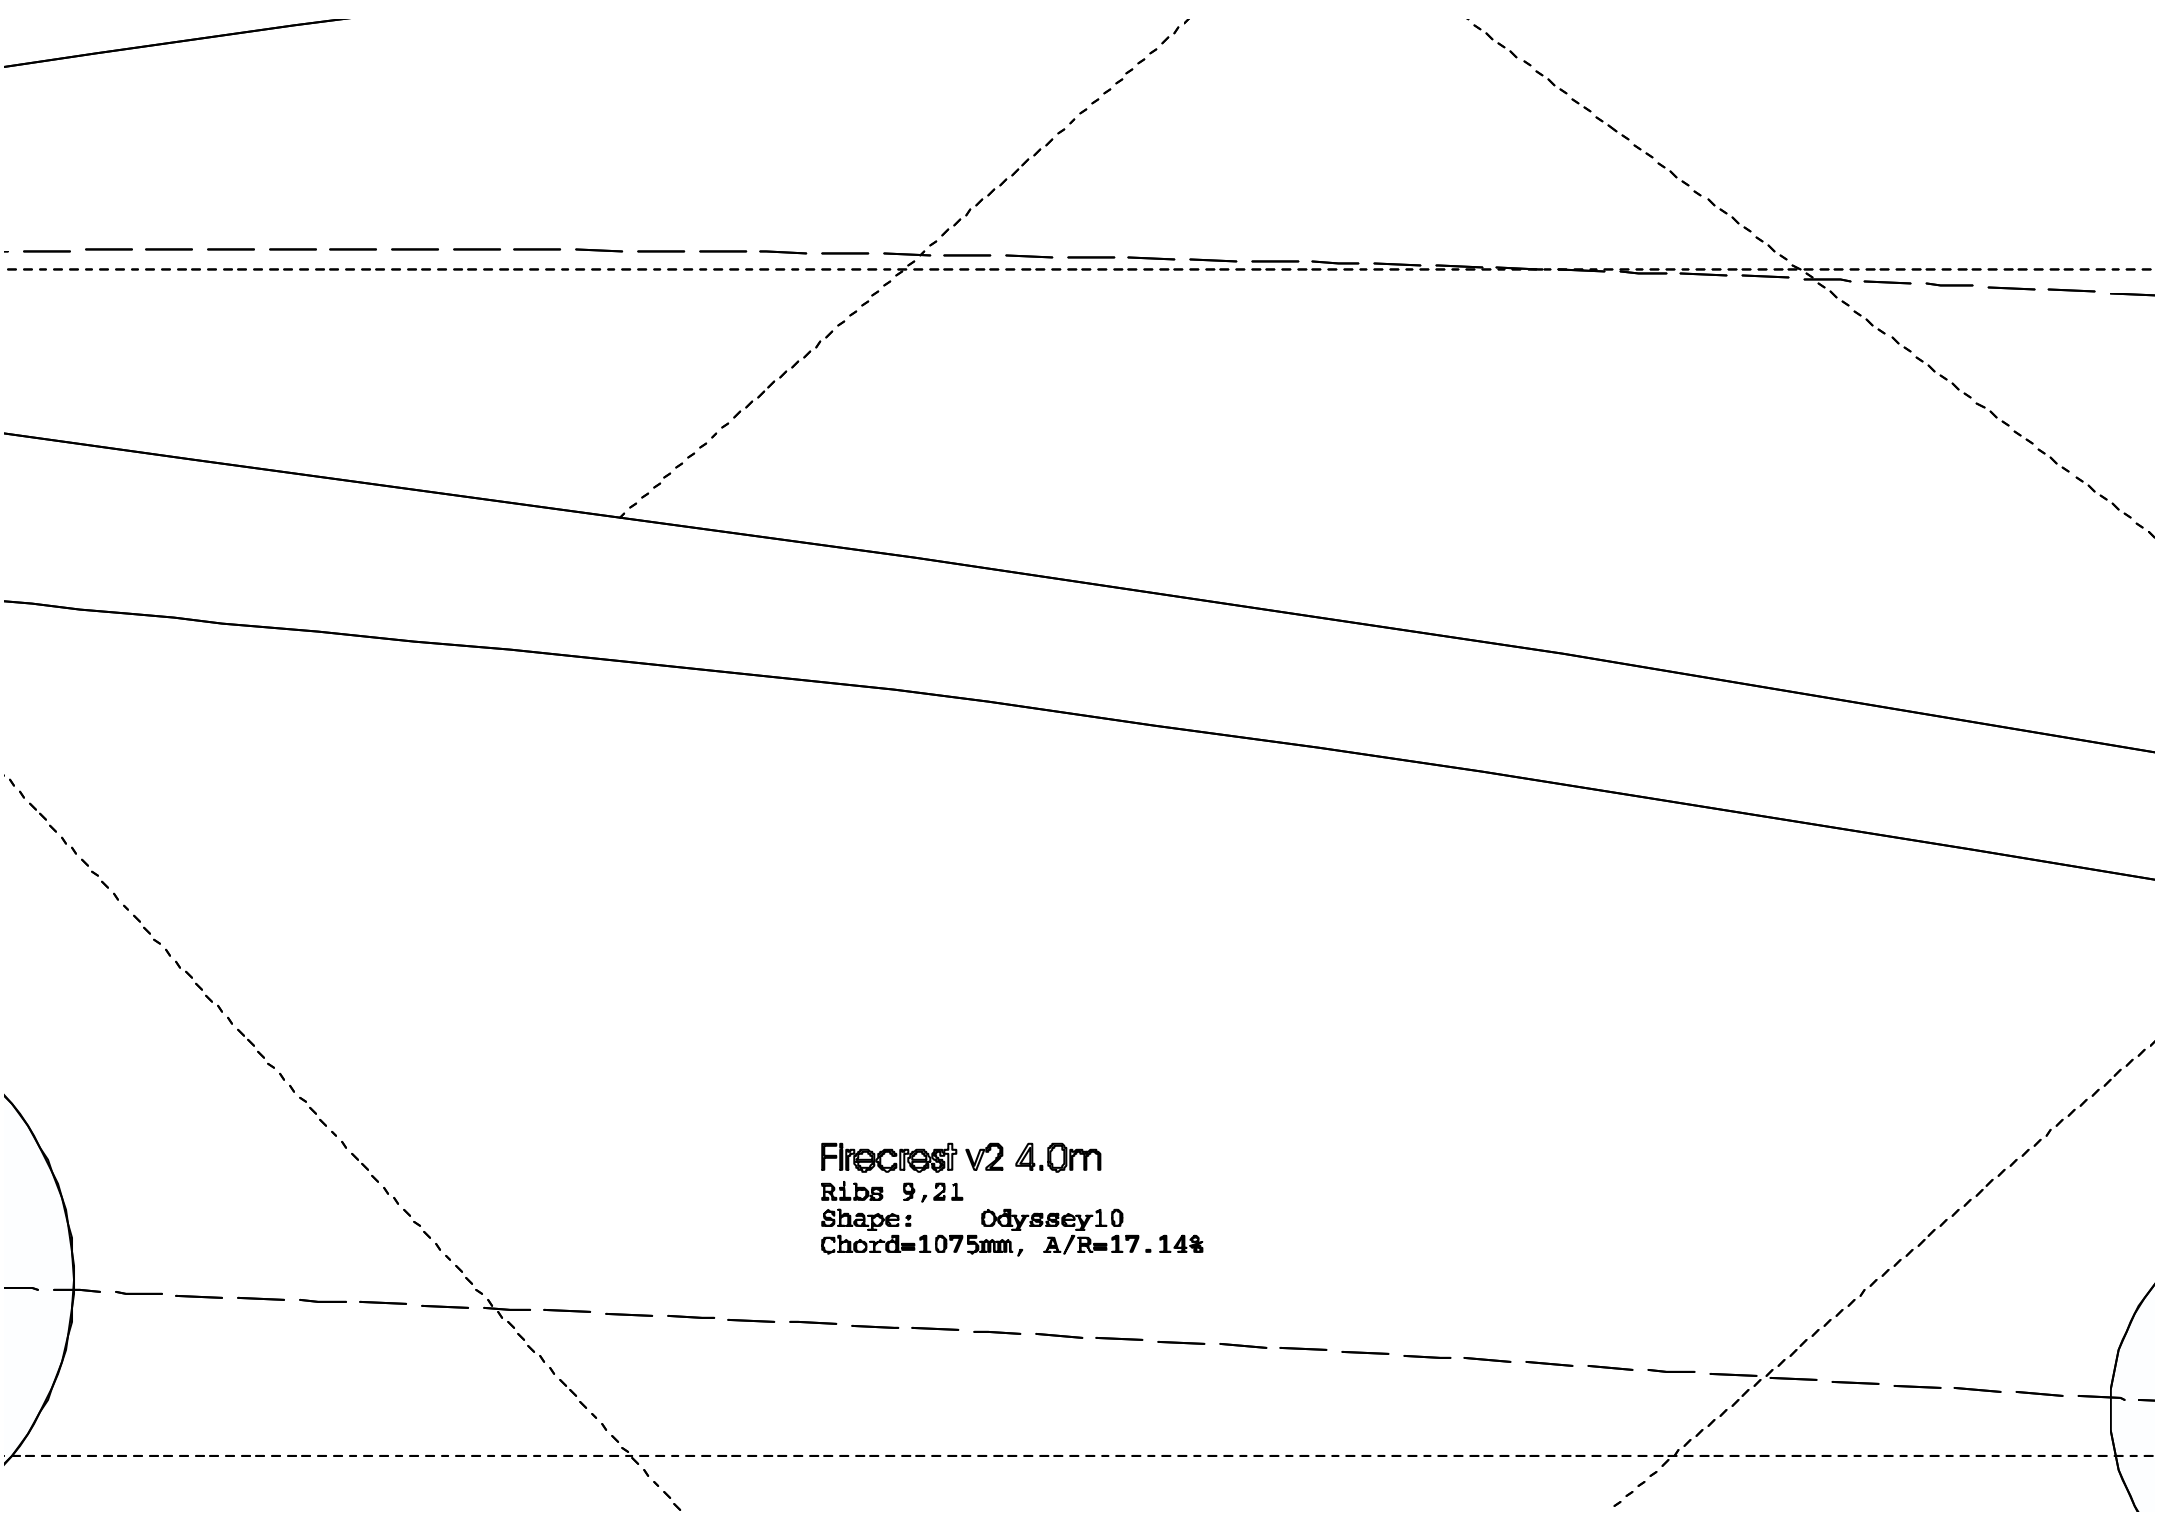 Firecrest v2 4.0m
Ribs 9,21
Shape:    Odyssey10
Chord=1075mm, A/R=17.14%